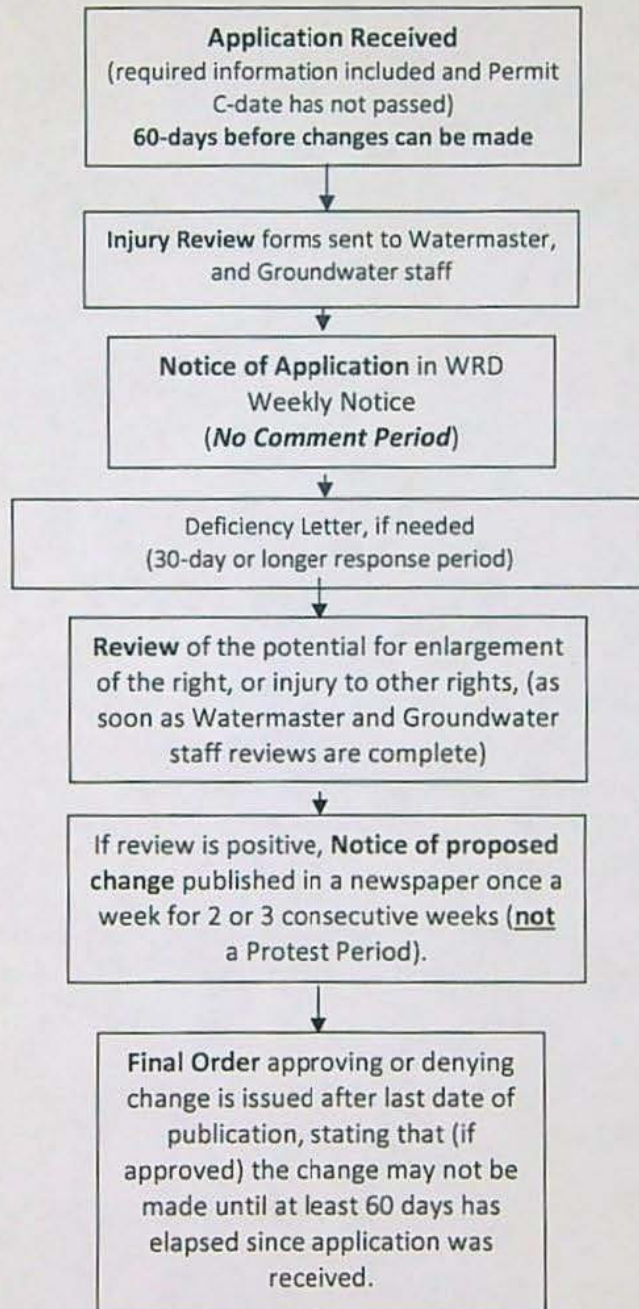 Application Received
(required information included and Permit
C-date has not passed)
60-days before changes can be made
Injury Review forms sent to Watermaster,
and Groundwater staff
Notice of Application in WRD
Weekly Notice
(No Comment Period)
Deficiency Letter, if needed
(30-day or longer response period)
Review of the potential for enlargement
of the right, or injury to other rights, (as
soon as Watermaster and Groundwater
staff reviews are complete)
If review is positive, Notice of proposed
change published in a newspaper once a
week for 2 or 3 consecutive weeks (not
a Protest Period).
Final Order approving or denying
change is issued after last date of
publication, stating that (if
approved) the change may not be
made until at least 60 days has
elapsed since application was
received.